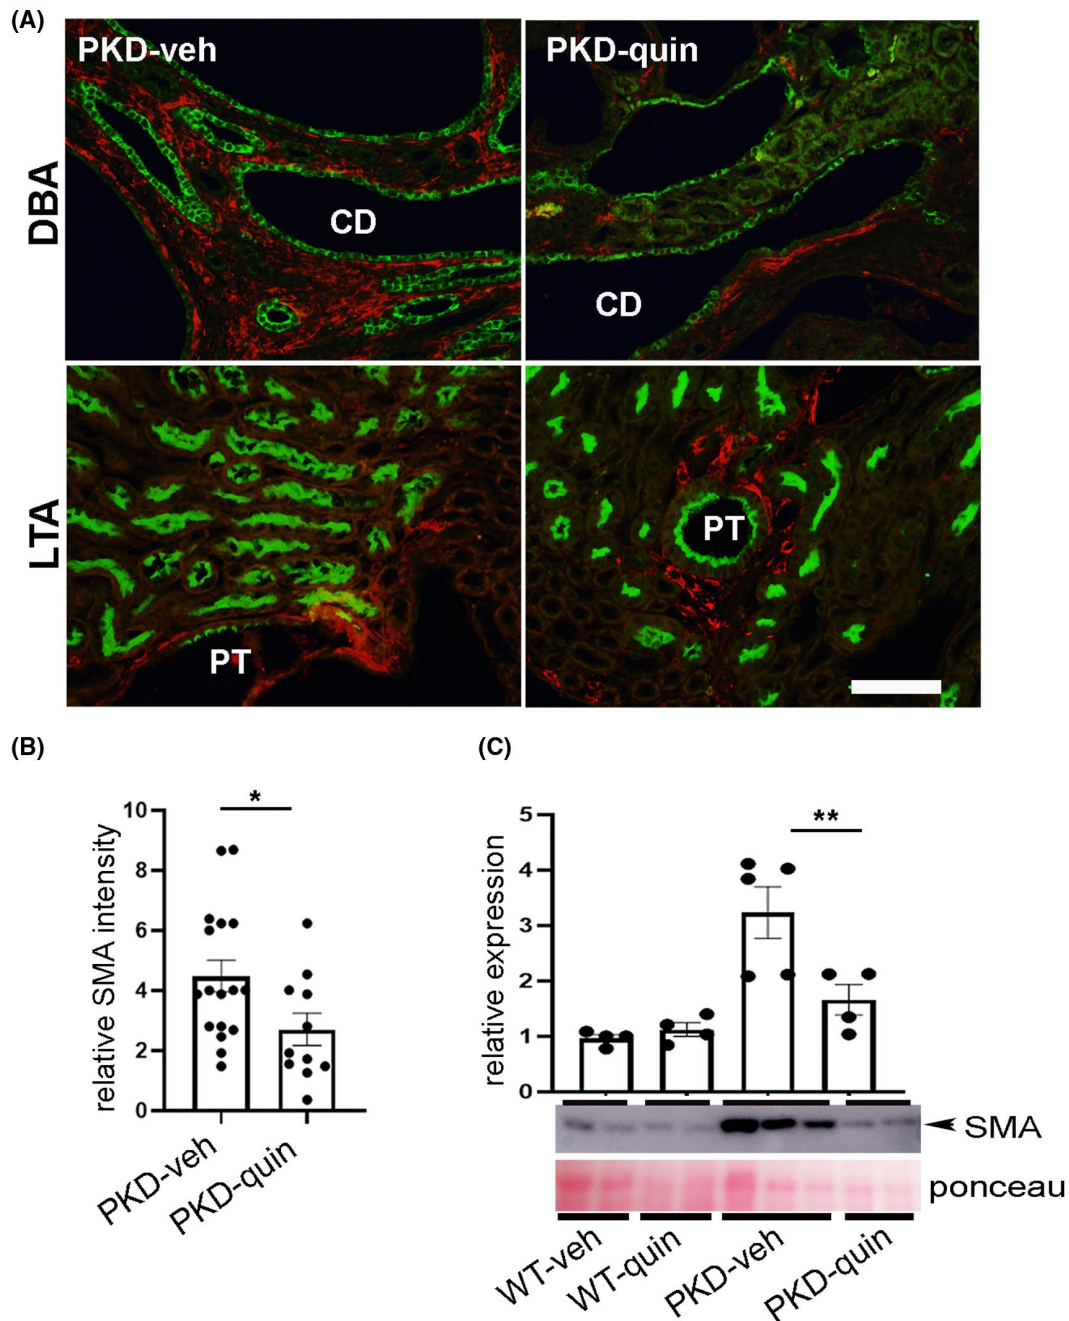 (A)
PKD-veh
PKD-quin
DBA
CD
CD
LTA
PT
PT
(B)
relative SMA intensity
10
8
6
4
2
0
*
PKD-veh
PKD-quin
(C)
relative expression
5
4
3
2
1
0
**
SMA
ponceau
WT-veh
WT-quin
PKD-veh
PKD-quin